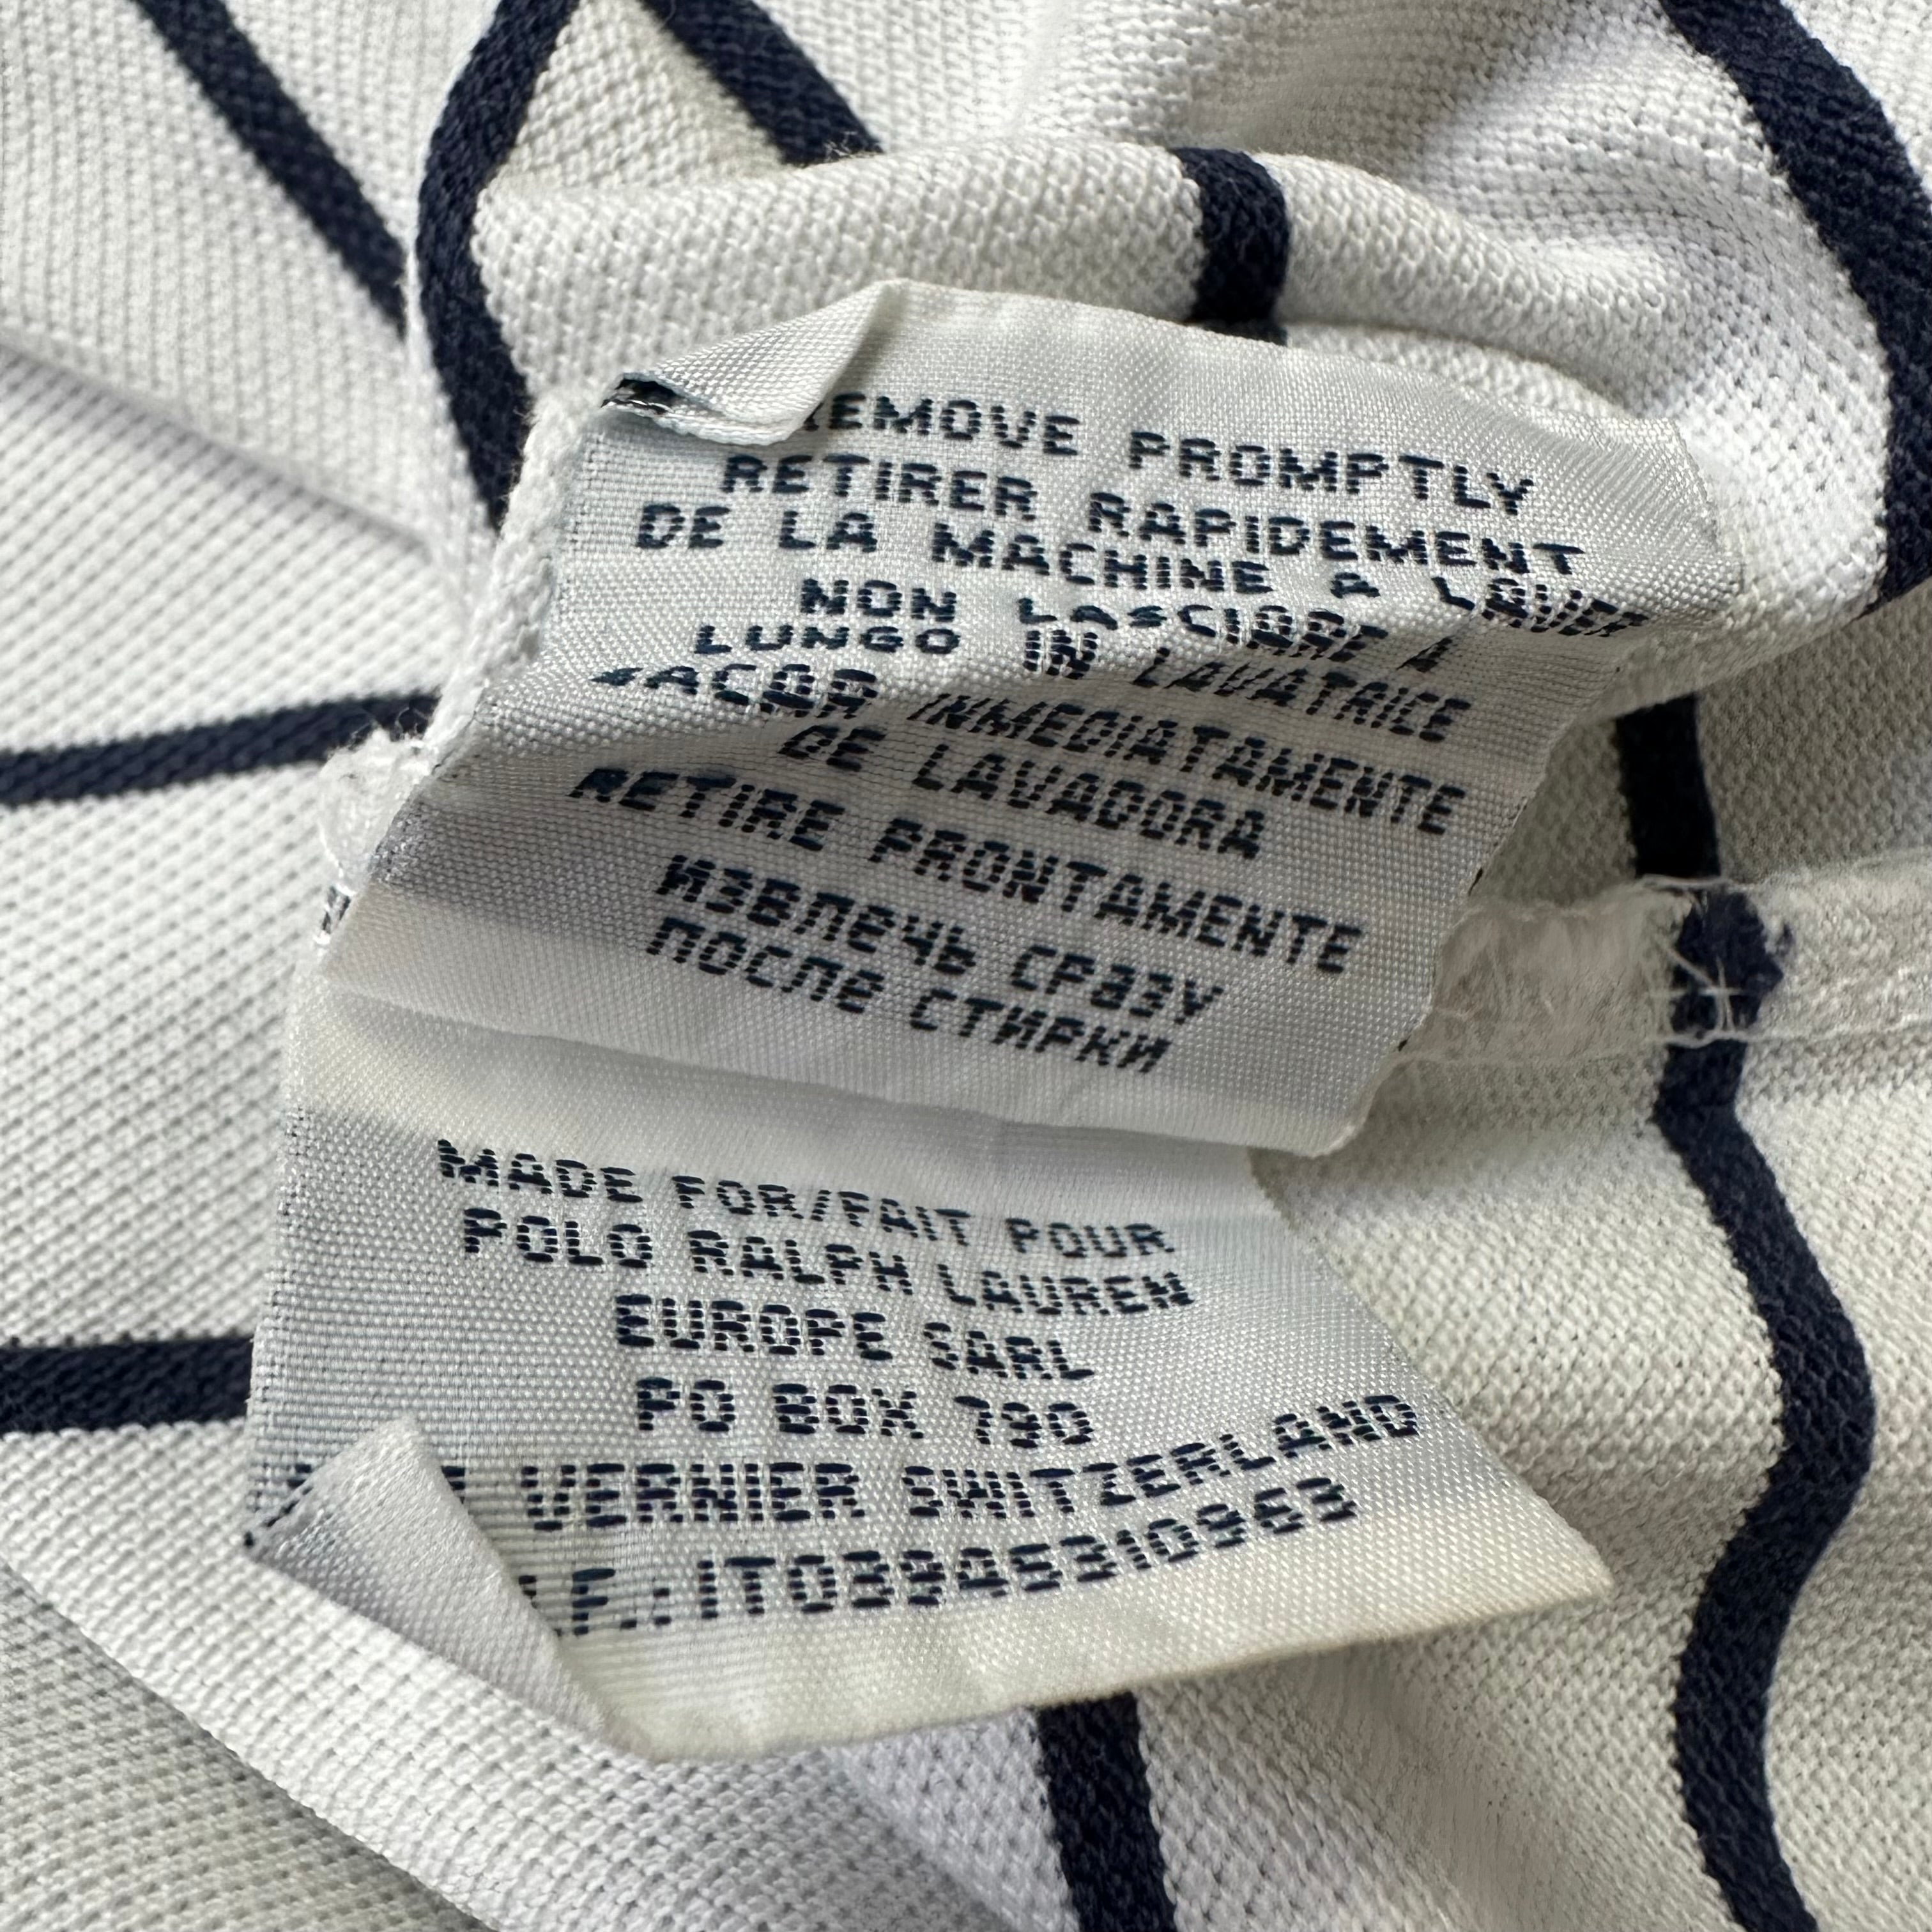 REMOVE PROMPTLY
RETIRER RAPIDEMENT
DE LA MACHINE A LAVER
NON LASCIARE A
LUNGO IN LAVATRICE
SACAR INMEDIATAMENTE
DE LAVADORA
RETIRE PRONTAMENTE
ИЗВЛЕЧЬ СРАЗУ
ПОСЛЕ СТИРКИ
MADE FOR/FAIT POUR
POLO RALPH LAUREN
EUROPE SARL
PO BOX 790
VERNIER SWITZERLAND
.F.:IT03945310963